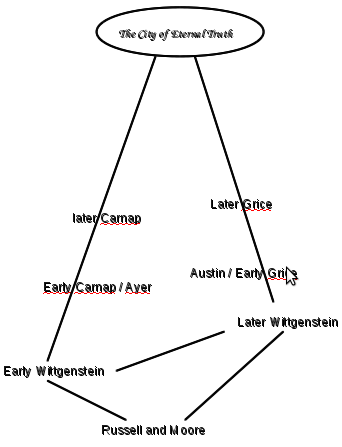 The City of Eternal Truth
Later Grice
later Carnap
Austin / Early Grice
Early Carnap / Ayer
Later Wittgenstein
Early Wittgenstein
Russell and Moore